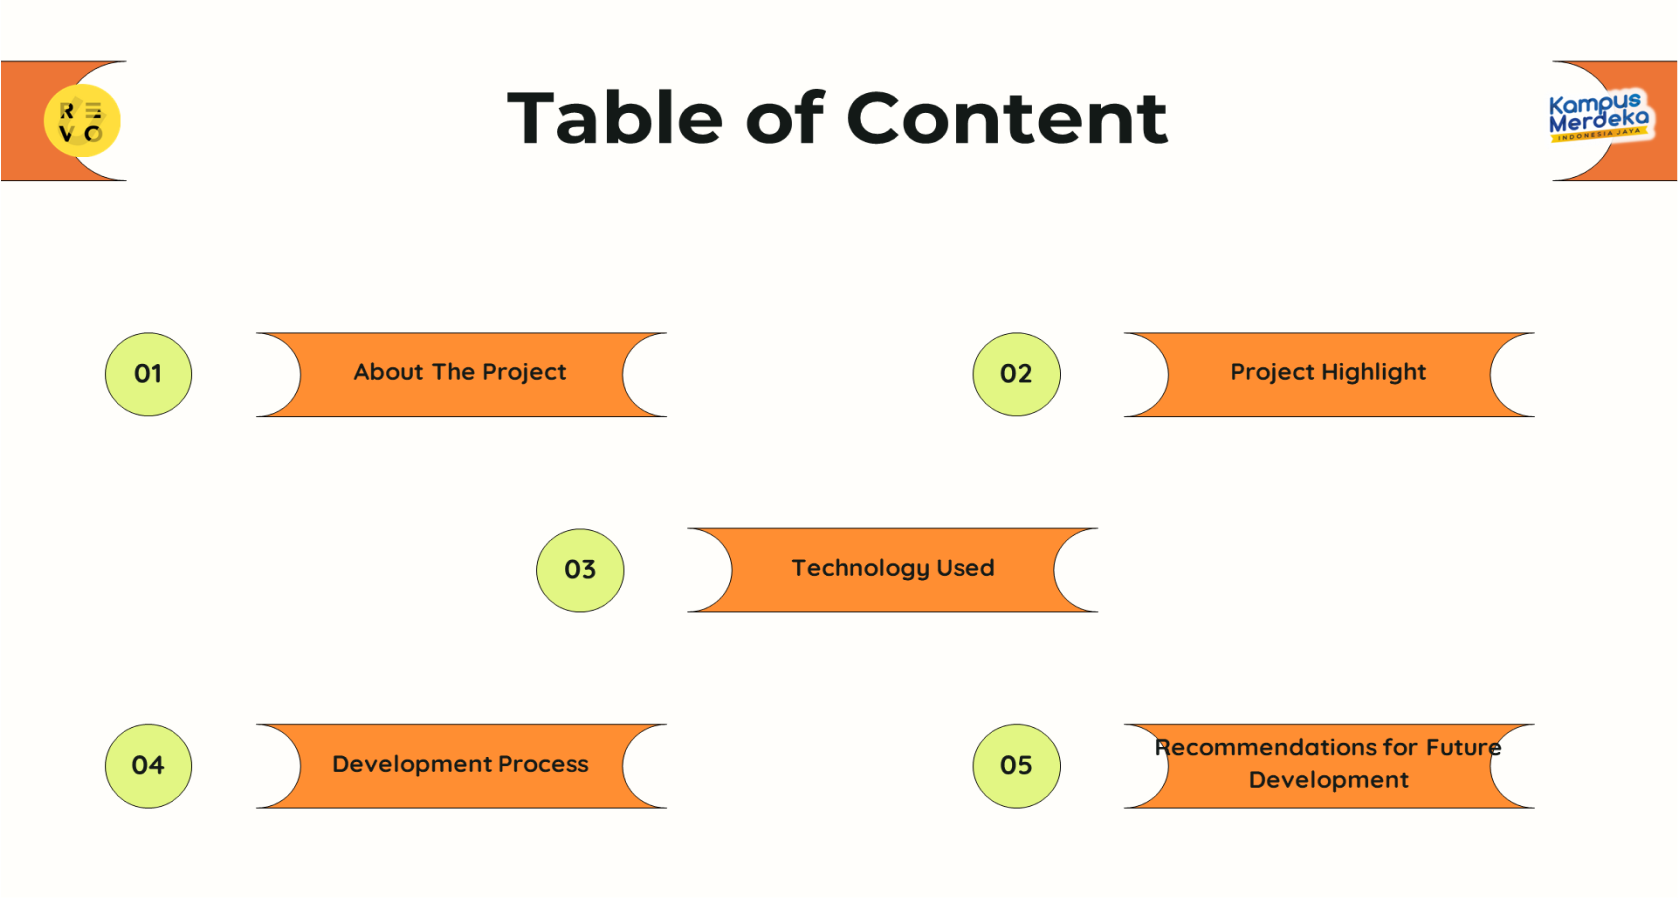 R E
V O
Table of Content
Kampus
Merdeka
INDONESIA JAYA
01
About The Project
02
Project Highlight
03
Technology Used
04
Development Process
05
Recommendations for Future
Development